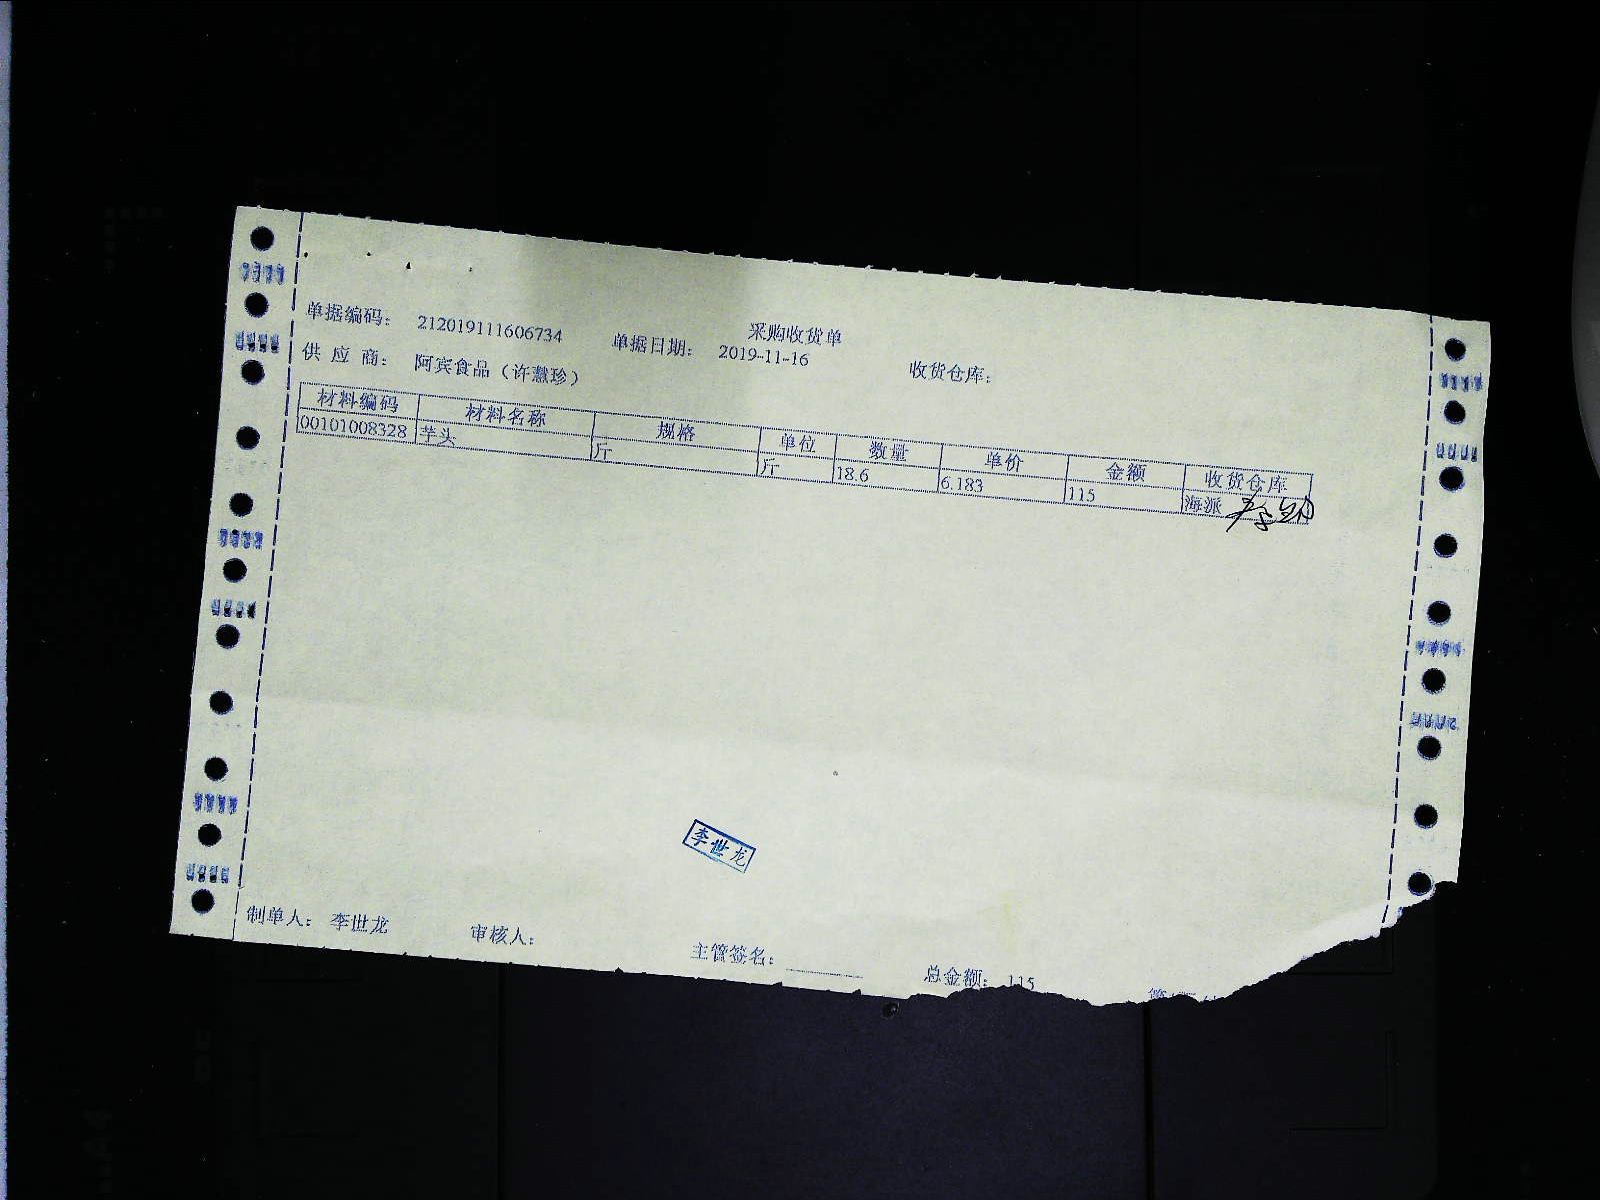 采购收货单
单据编码： 212019111606734 单据日期： 2019-11-16 收货仓库：
供 应 商： 阿宾食品（许慧珍）
材料编码 材料名称 规格 单位 数量 单价 金额 收货仓库
00101008328 芋头 斤 斤 18.6 6.183 115 海派
李世龙
制单人： 李世龙 审核人： 主管签名： 总金额： 115